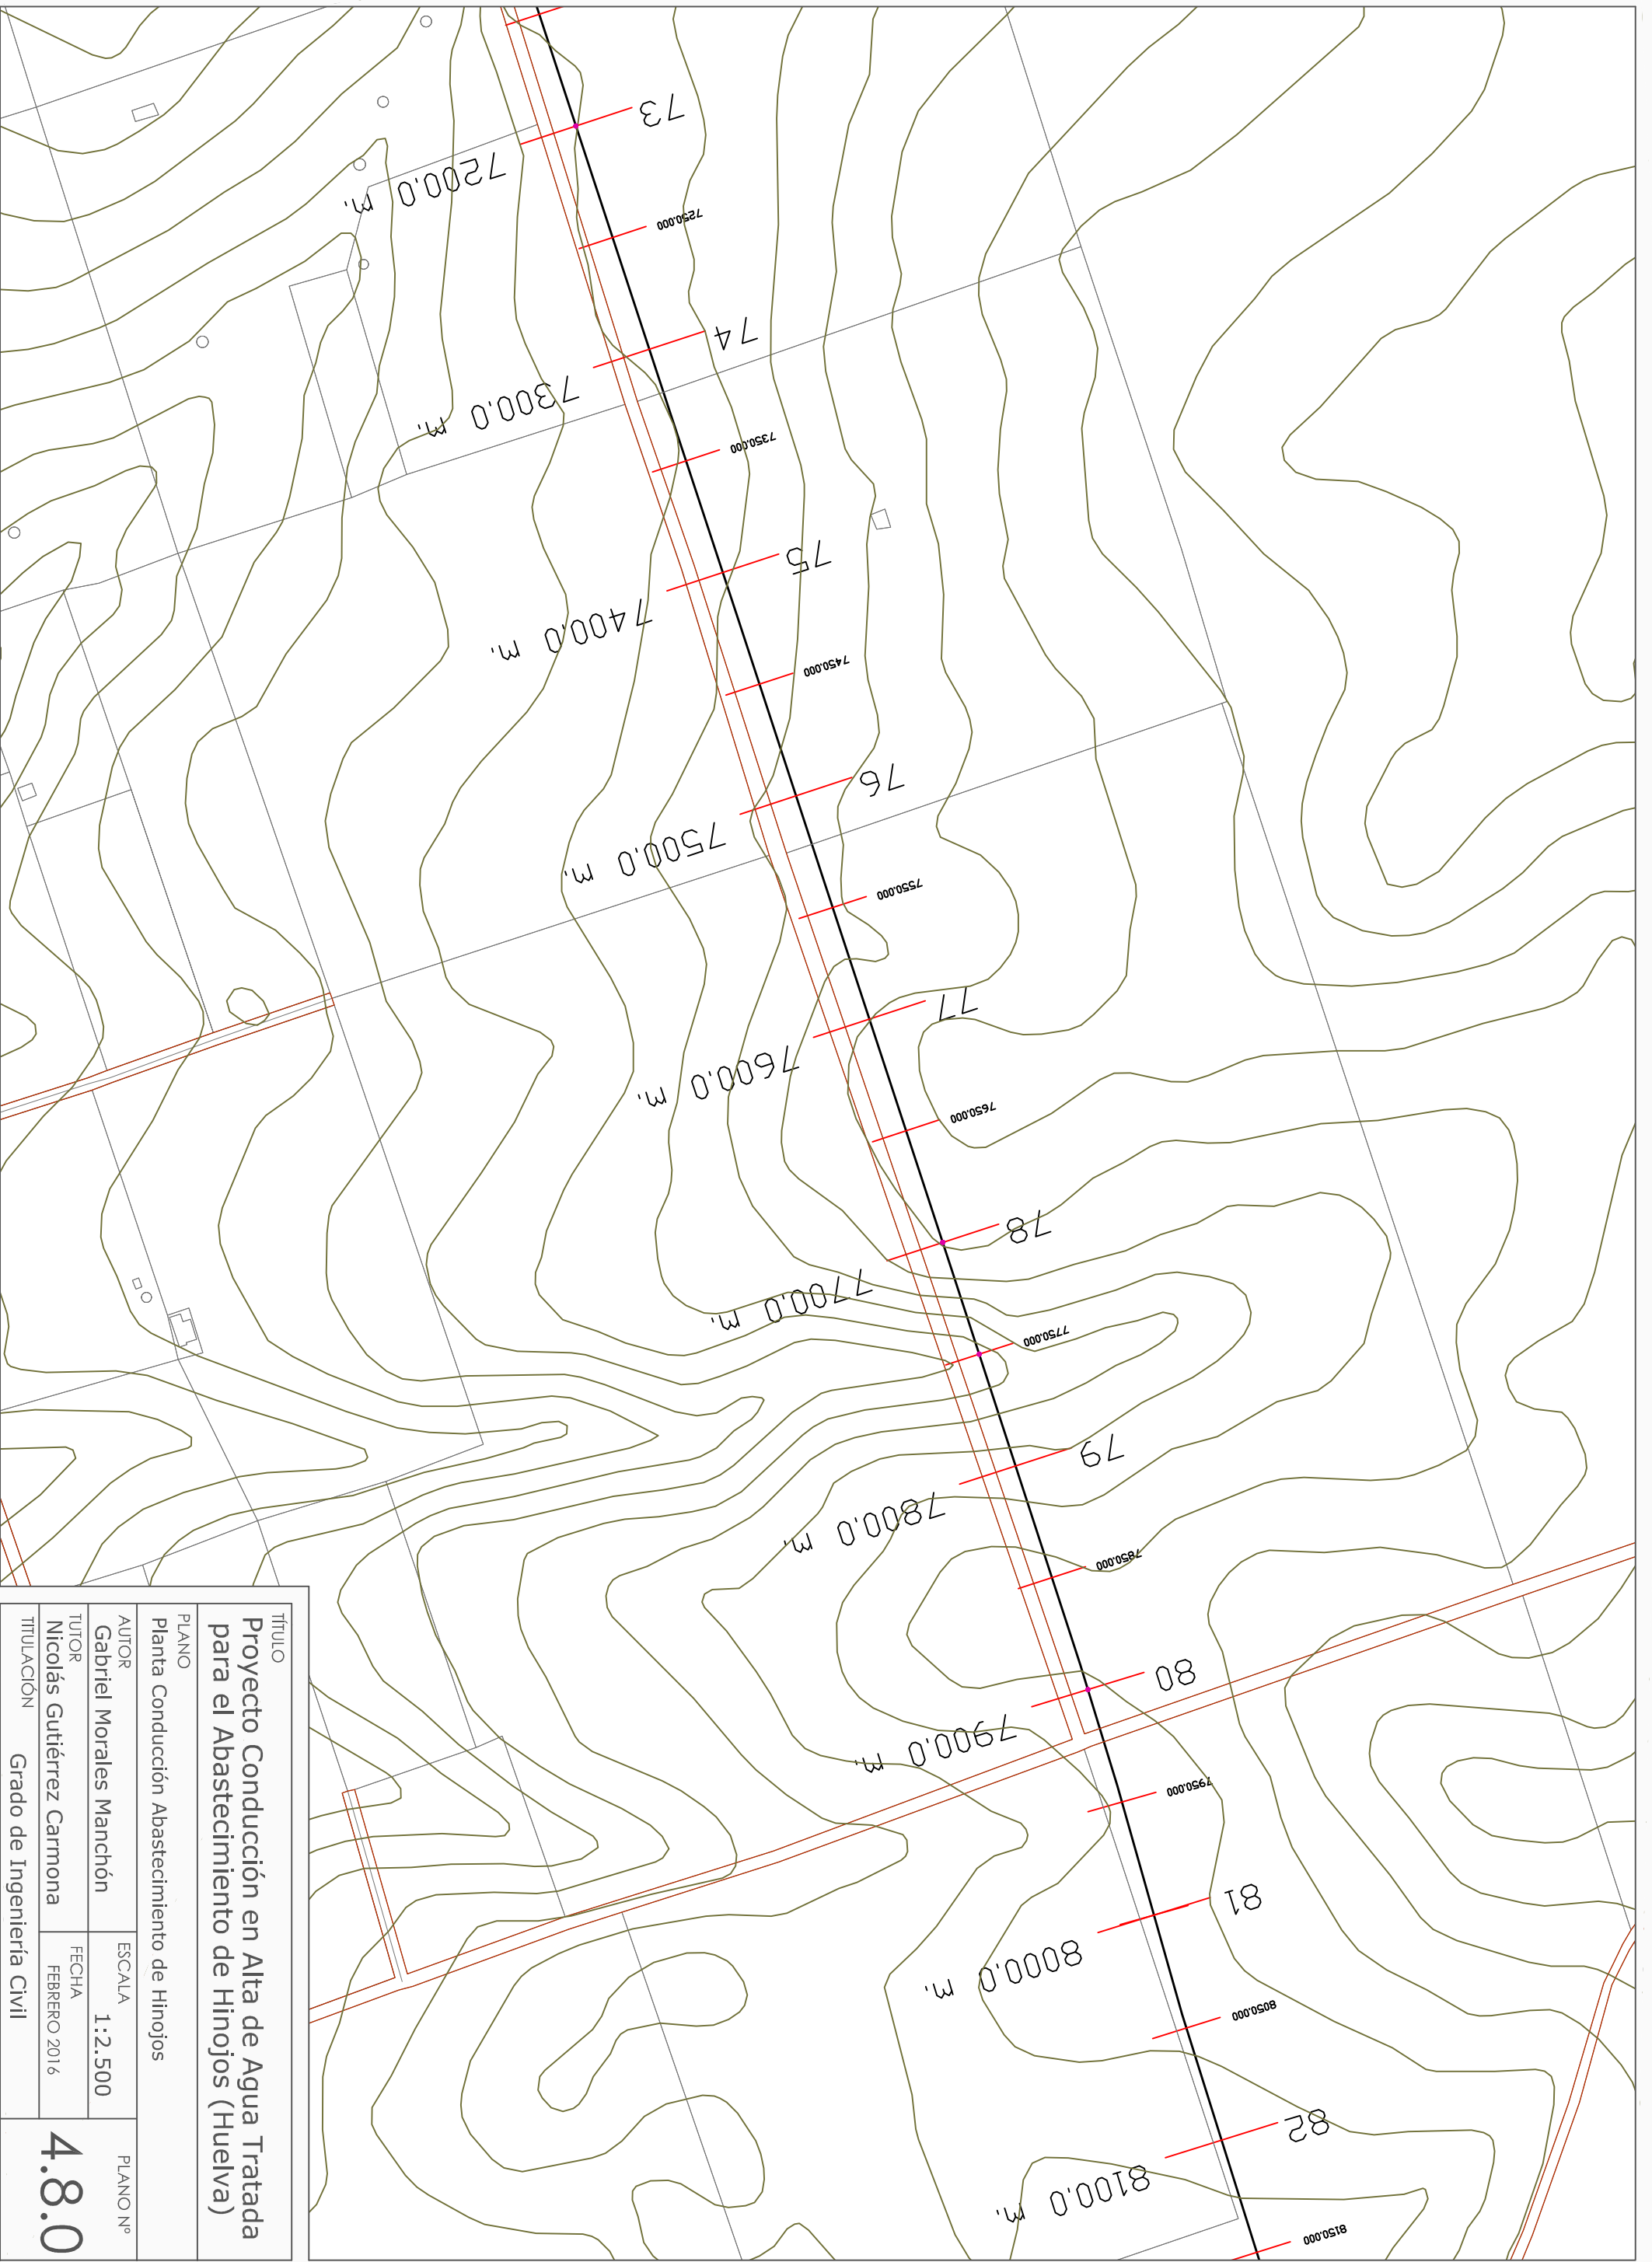 73
7200.0 m.
7250.000
74
7300.0 m.
7350.000
75
7400.0 m.
7450.000
76
7500.0 m.
7550.000
77
7600.0 m.
7650.000
78
7700.0 m.
7750.000
79
7800.0 m.
7850.000
80
7900.0 m.
7950.000
81
8000.0 m.
8050.000
82
8100.0 m.
8150.000
TÍTULO
Proyecto Conducción en Alta de Agua Tratada
para el Abastecimiento de Hinojos (Huelva)
PLANO
Planta Conducción Abastecimiento de Hinojos
AUTOR
Gabriel Morales Manchón
ESCALA
1:2.500
TUTOR
Nicolás Gutiérrez Carmona
FECHA
FEBRERO 2016
TITULACIÓN
Grado de Ingeniería Civil
PLANO Nº
4.8.0